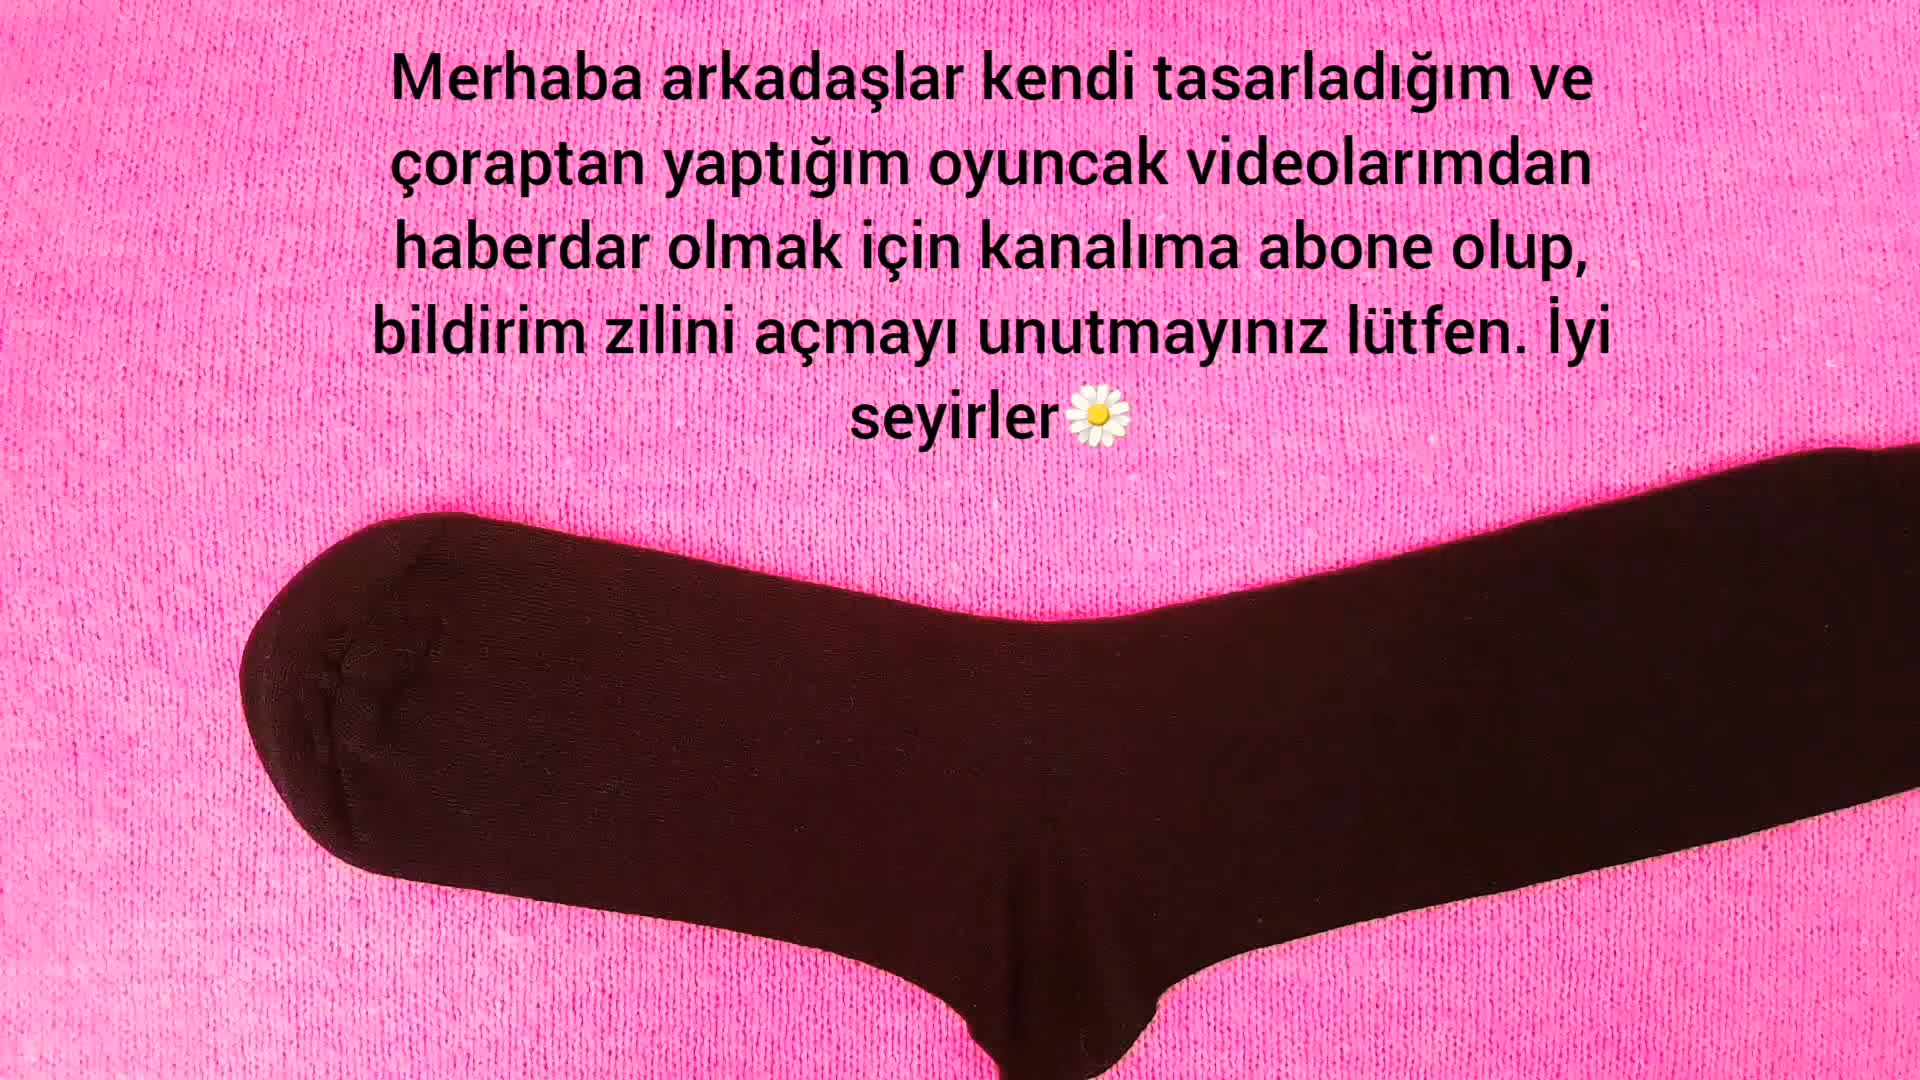 Merhaba arkadaşlar kendi tasarladığım ve
çoraptan yaptığım oyuncak videolarımdan
haberdar olmak için kanalıma abone olup,
bildirim zilini açmayı unutmayınız lütfen. İyi
seyirler🌼